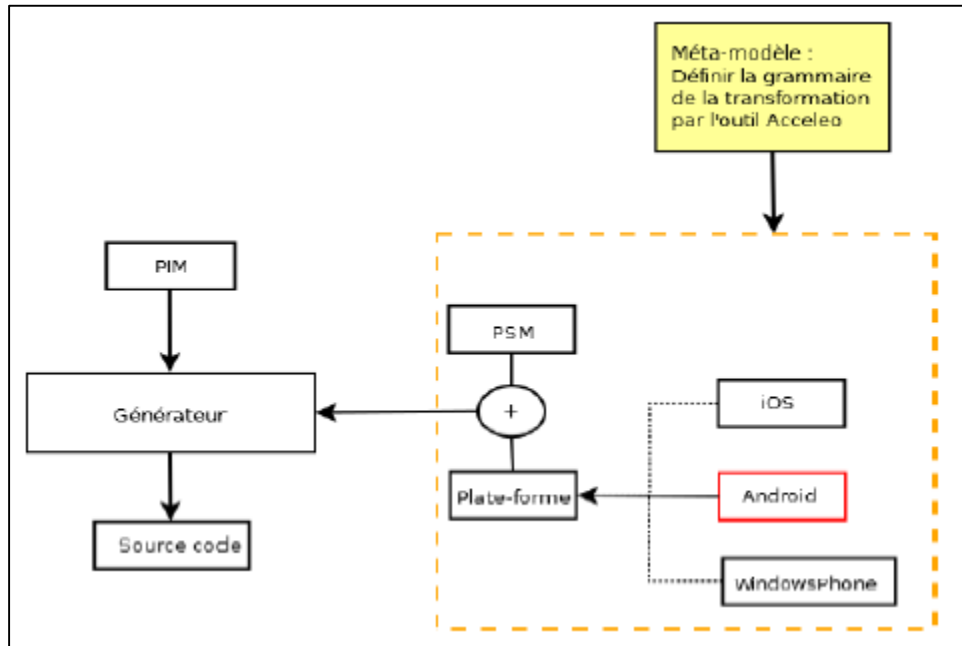 Méta-modèle :
Définir la grammaire
de la transformation
par l'outil Acceleo
PIM
PSM
Générateur
+
iOS
Plate-forme
Android
Source code
WindowsPhone